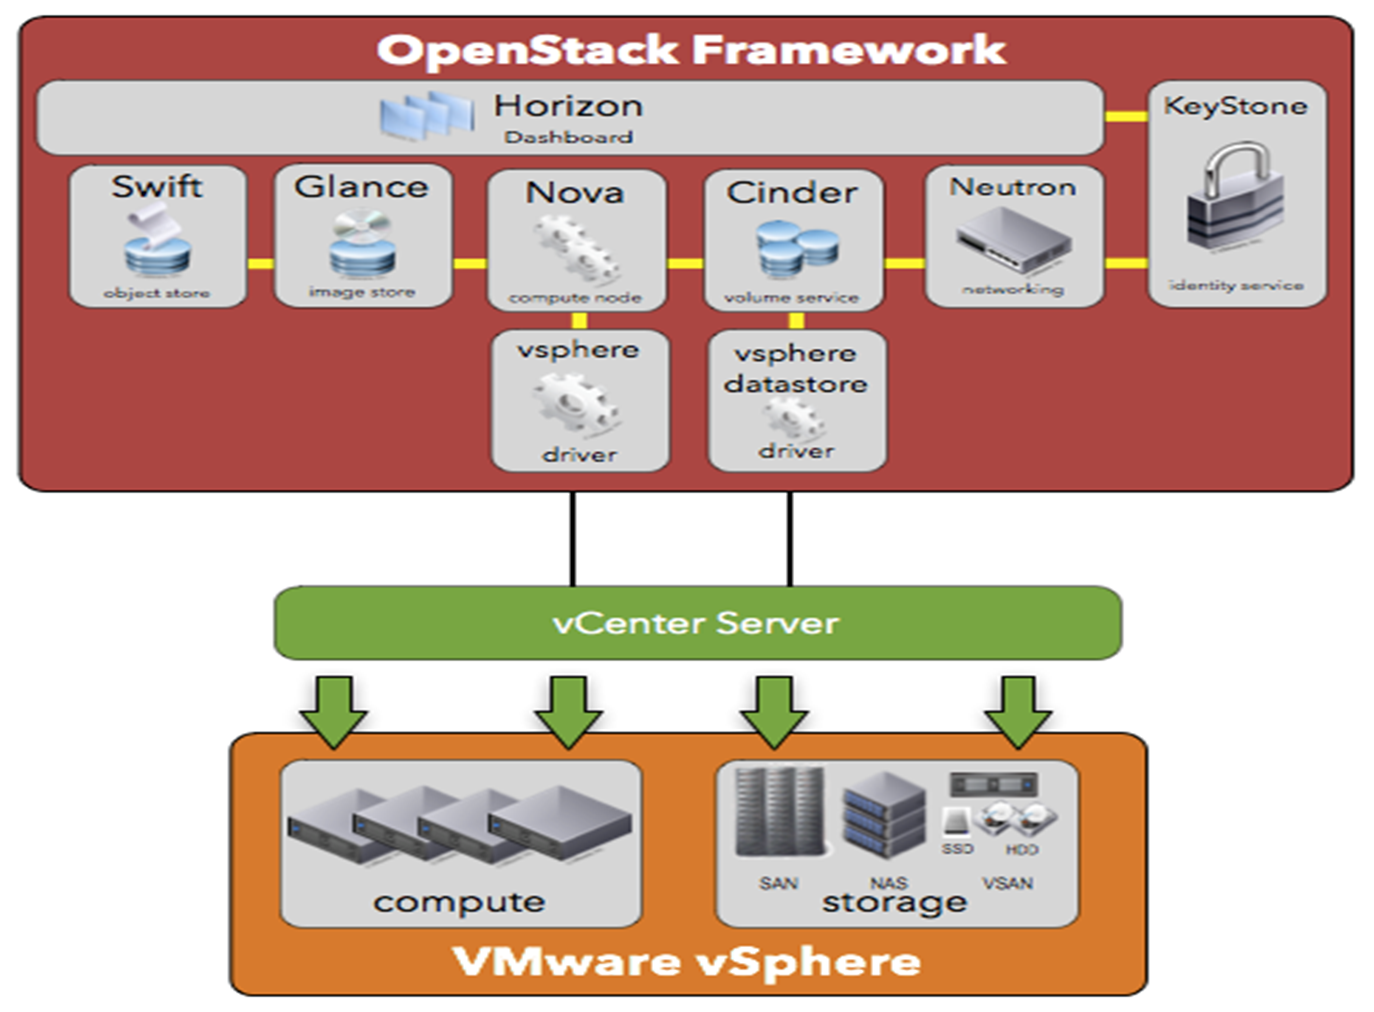 OpenStack Framework
Horizon
Dashboard
KeyStone
identity service
Swift
object store
Glance
image store
Nova
compute node
Cinder
volume service
Neutron
networking
vsphere
driver
vsphere
datastore
driver
vCenter Server
compute
SSD HDD
SAN NAS VSAN
storage
VMware vSphere